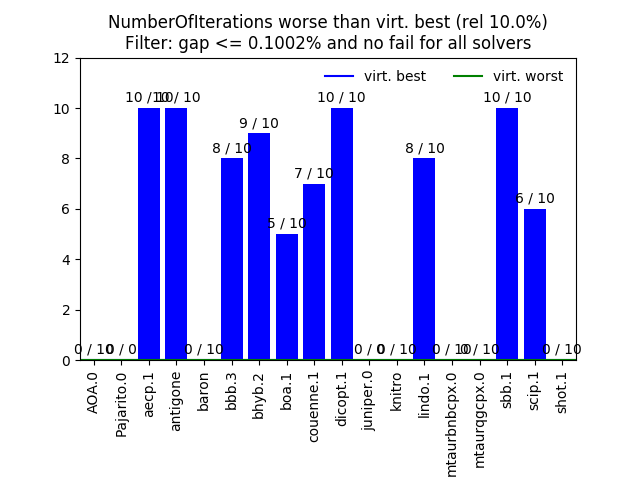 NumberOfIterations worse than virt. best (rel 10.0%)
Filter: gap <= 0.1002% and no fail for all solvers
virt. best
virt. worst
12
10
8
6
4
2
0
0 / 10
0 / 0
10 / 10
10 / 10
0 / 10
8 / 10
9 / 10
5 / 10
7 / 10
10 / 10
0 / 0
0 / 10
8 / 10
0 / 10
0 / 10
10 / 10
6 / 10
0 / 10
AOA.0
Pajarito.0
aecp.1
antigone
baron
bbb.3
bhyb.2
boa.1
couenne.1
dicopt.1
juniper.0
knitro
lindo.1
mtaurbnbcpx.0
mtaurqgcpx.0
sbb.1
scip.1
shot.1